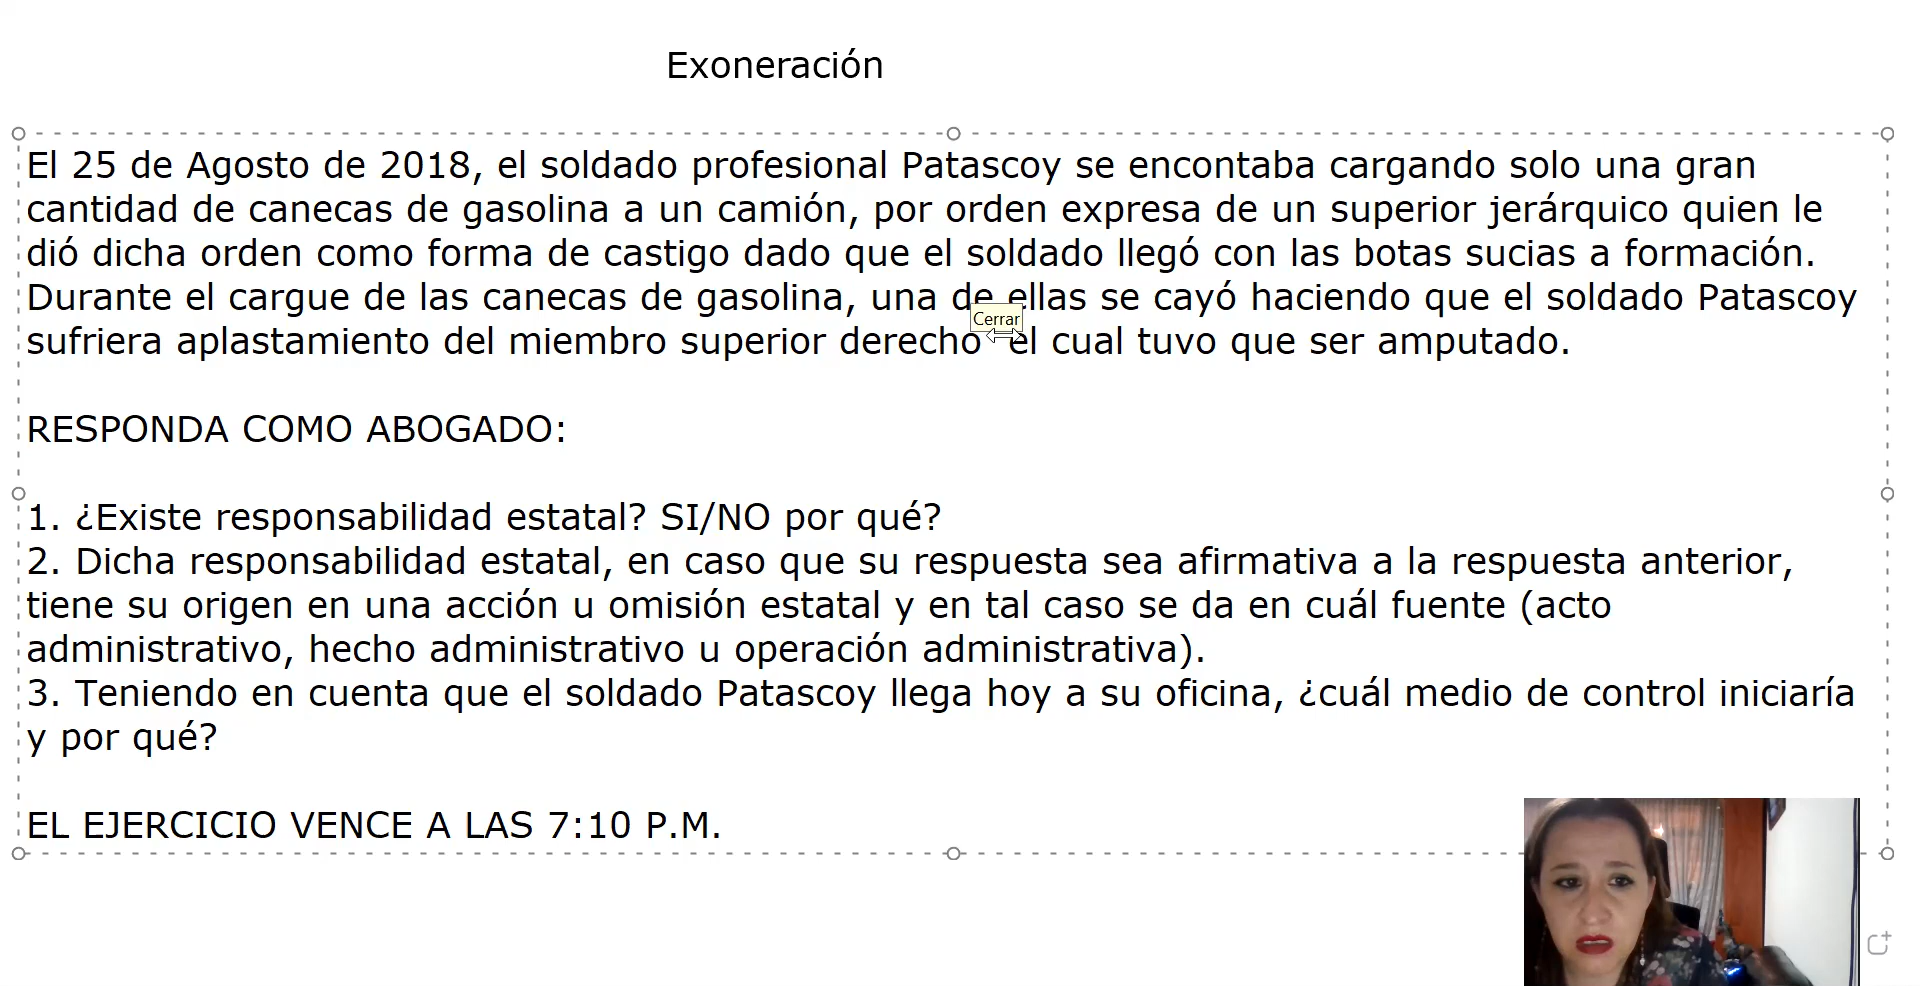 Exoneración
El 25 de Agosto de 2018, el soldado profesional Patascoy se encontaba cargando solo una gran
cantidad de canecas de gasolina a un camión, por orden expresa de un superior jerárquico quien le
dió dicha orden como forma de castigo dado que el soldado llegó con las botas sucias a formación.
Durante el cargue de las canecas de gasolina, una de ellas se cayó haciendo que el soldado Patascoy
Cerrar
sufriera aplastamiento del miembro superior derecho el cual tuvo que ser amputado.
RESPONDA COMO ABOGADO:
1. ¿Existe responsabilidad estatal? SI/NO por qué?
2. Dicha responsabilidad estatal, en caso que su respuesta sea afirmativa a la respuesta anterior,
tiene su origen en una acción u omisión estatal y en tal caso se da en cuál fuente (acto
administrativo, hecho administrativo u operación administrativa).
3. Teniendo en cuenta que el soldado Patascoy llega hoy a su oficina, ¿cuál medio de control iniciaría
y por qué?
EL EJERCICIO VENCE A LAS 7:10 P.M.